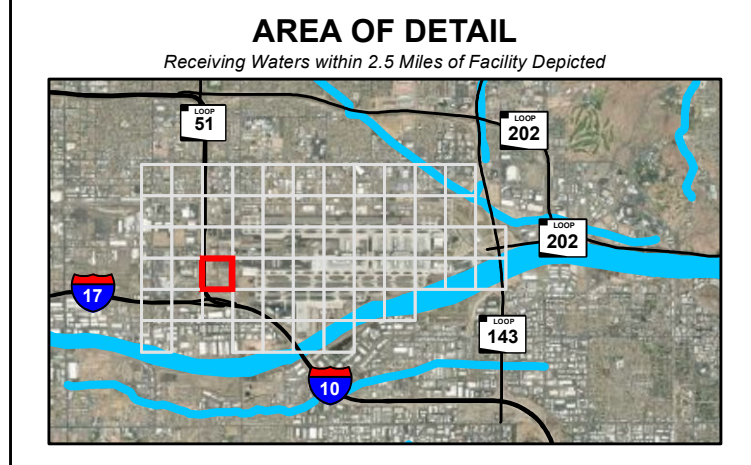 AREA OF DETAIL
Receiving Waters within 2.5 Miles of Facility Depicted
LOOP
51
LOOP
202
LOOP
202
17
LOOP
143
10